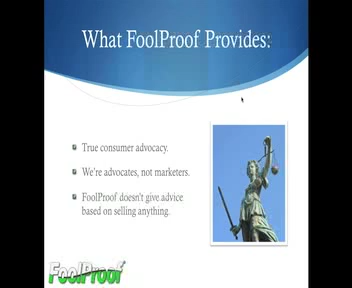 What FoolProof Provides:
True consumer advocacy.
We're advocates, not marketers.
FoolProof doesn't give advice
based on selling anything.
FoolProof